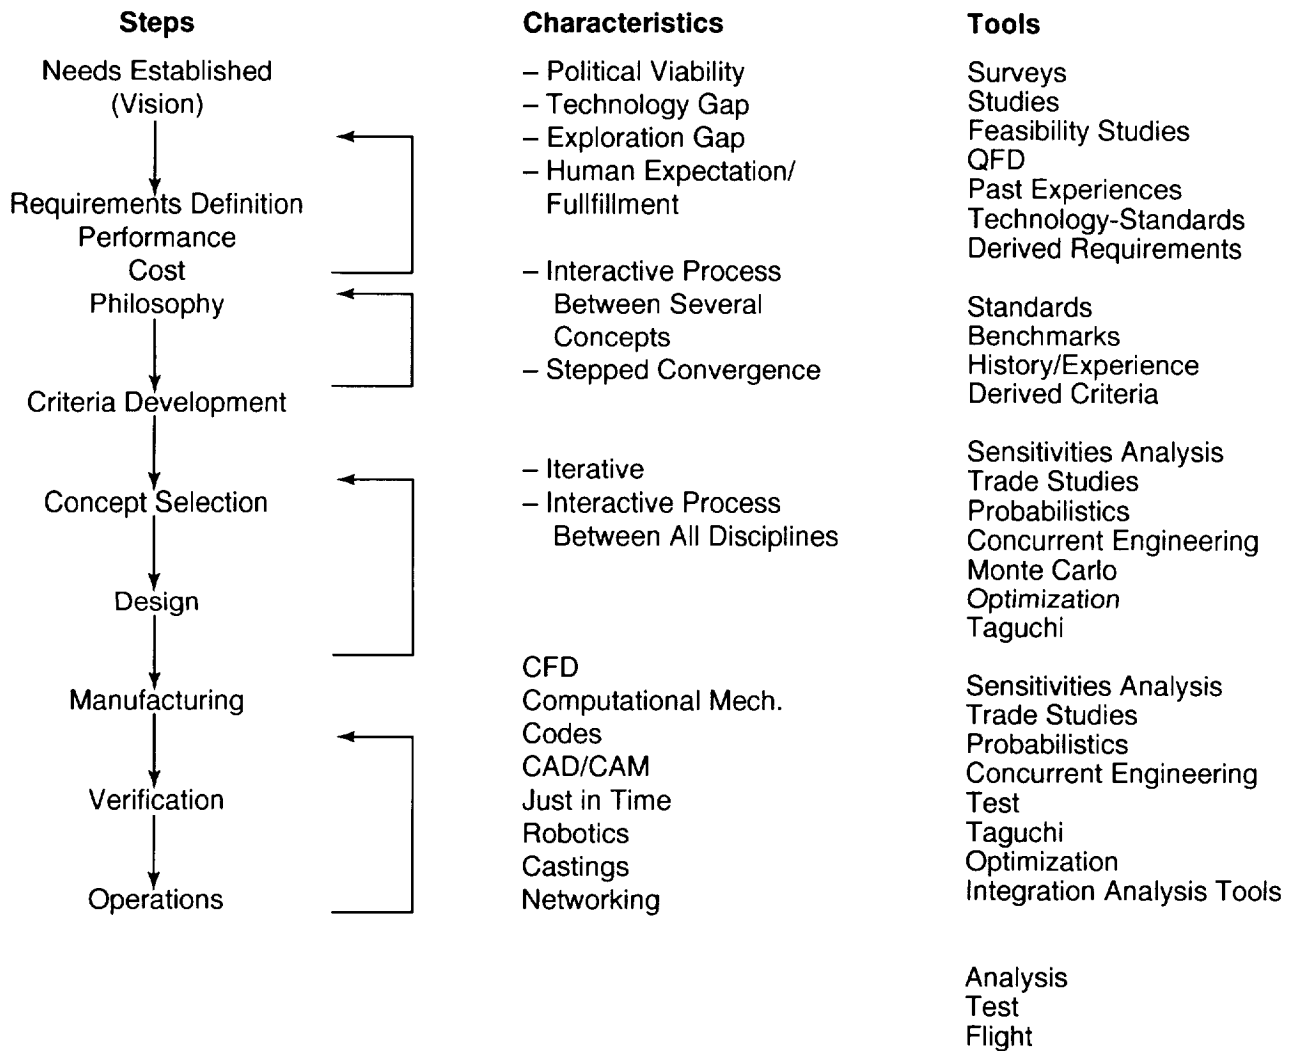 Steps
Needs Established
(Vision)
Requirements Definition
Performance
Cost
Philosophy
Criteria Development
Concept Selection
Design
Manufacturing
Verification
Operations
Characteristics
– Political Viability
– Technology Gap
– Exploration Gap
– Human Expectation/
Fullfillment
– Interactive Process
Between Several
Concepts
– Stepped Convergence
– Iterative
– Interactive Process
Between All Disciplines
CFD
Computational Mech.
Codes
CAD/CAM
Just in Time
Robotics
Castings
Networking
Tools
Surveys
Studies
Feasibility Studies
QFD
Past Experiences
Technology-Standards
Derived Requirements
Standards
Benchmarks
History/Experience
Derived Criteria
Sensitivities Analysis
Trade Studies
Probabilistics
Concurrent Engineering
Monte Carlo
Optimization
Taguchi
Sensitivities Analysis
Trade Studies
Probabilistics
Concurrent Engineering
Test
Taguchi
Optimization
Integration Analysis Tools
Analysis
Test
Flight